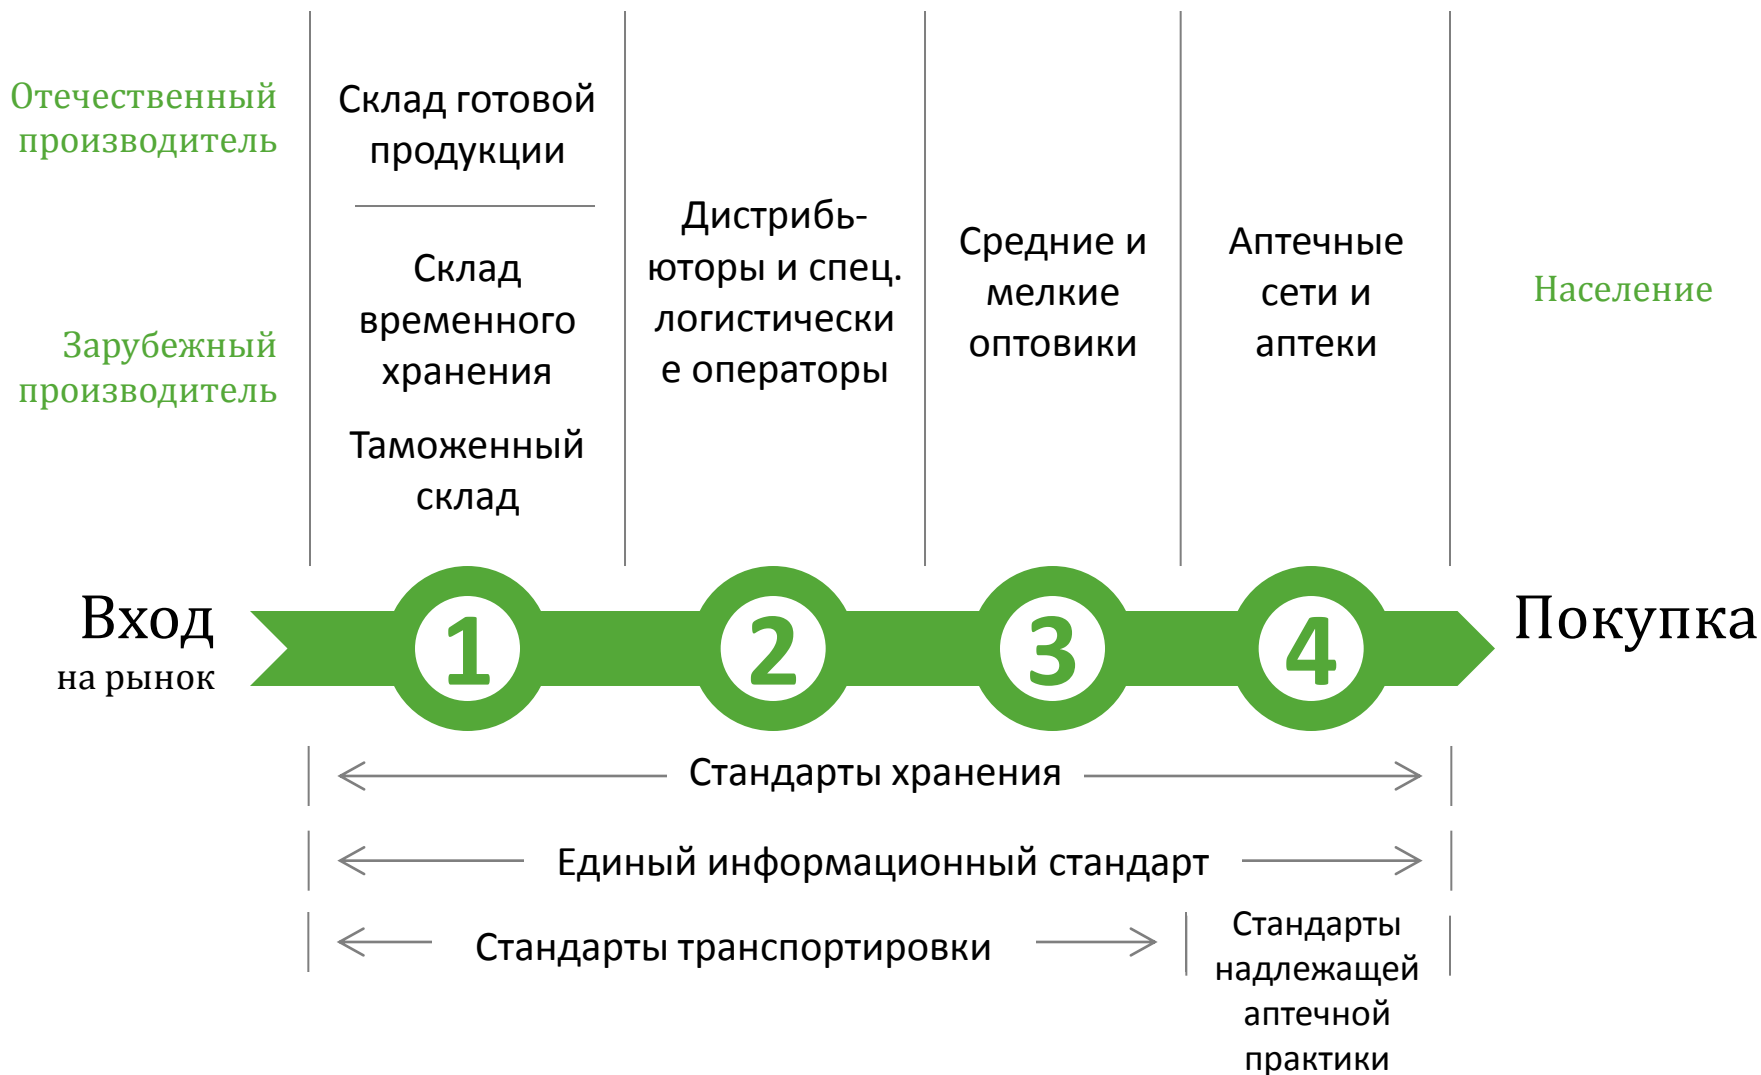 Отечественный
производитель
Зарубежный
производитель
Склад готовой
продукции
Склад
временного
хранения
Таможенный
склад
Дистрибь-
юторы и спец.
логистически
е операторы
Средние и
мелкие
оптовики
Аптечные
сети и
аптеки
Население
Вход
на рынок
1
2
3
4
Покупка
Стандарты хранения
Единый информационный стандарт
Стандарты транспортировки
Стандарты
надлежащей
аптечной
практики